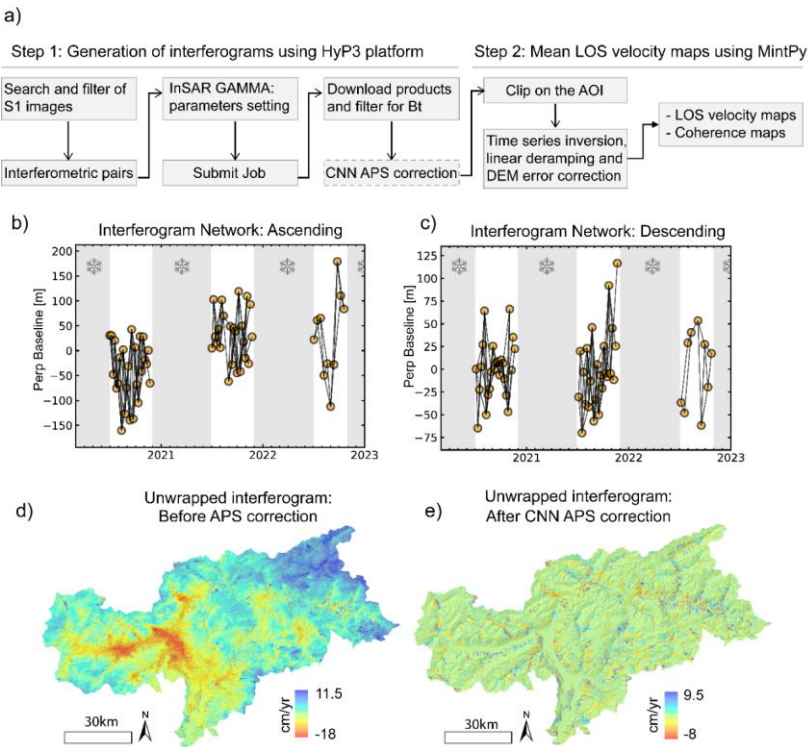 a)
Step 1: Generation of interferograms using HyP3 platform
Step 2: Mean LOS velocity maps using MintPy
Search and filter of
S1 images
InSAR GAMMA:
parameters setting
Download products
and filter for Bt
Clip on the AOI
- LOS velocity maps
- Coherence maps
Interferometric pairs
Submit Job
CNN APS correction
Time series inversion,
linear deramping and
DEM error correction
b)
Interferogram Network: Ascending
Perp Baseline [m]
200
150
100
50
0
−50
−100
−150
2021
2022
2023
c)
Interferogram Network: Descending
Perp Baseline [m]
125
100
75
50
25
0
−25
−50
−75
2021
2022
2023
d)
Unwrapped interferogram:
Before APS correction
30km
N
cm/yr
11.5
-18
e)
Unwrapped interferogram:
After CNN APS correction
30km
N
cm/yr
9.5
-8